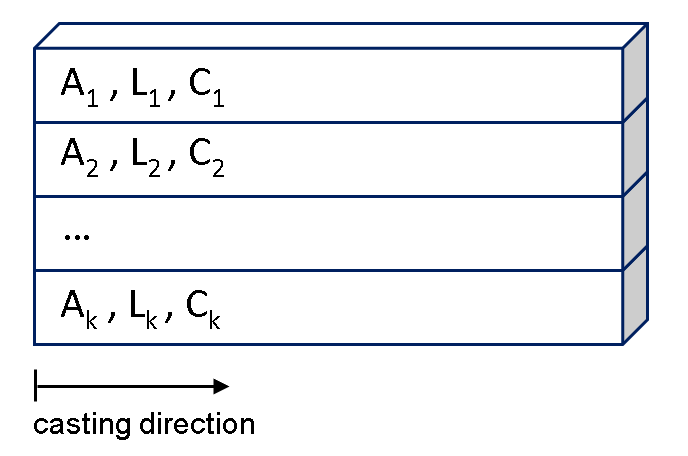 A₁ , L₁ , C₁
A₂ , L₂ , C₂
...
Aₖ , Lₖ , Cₖ
casting direction